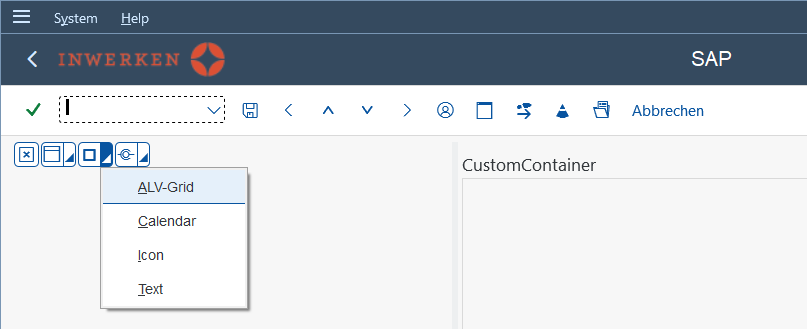 System Help
INWERKEN SAP
Abbrechen
CustomContainer
ALV-Grid
Calendar
Icon
Text